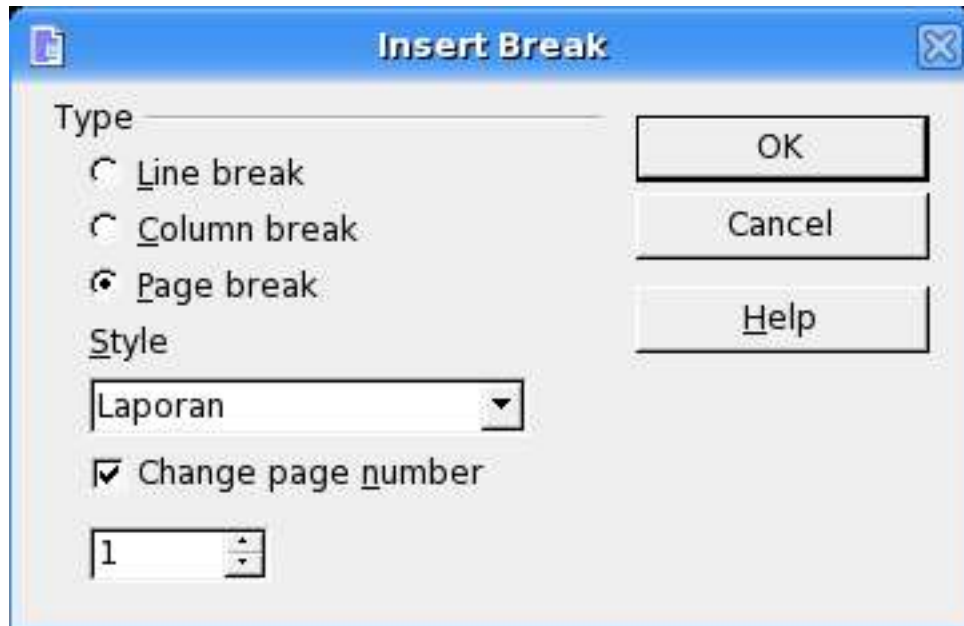 Insert Break
Type
Line break
Column break
Page break
Style
Laporan
Change page number
1
OK
Cancel
Help